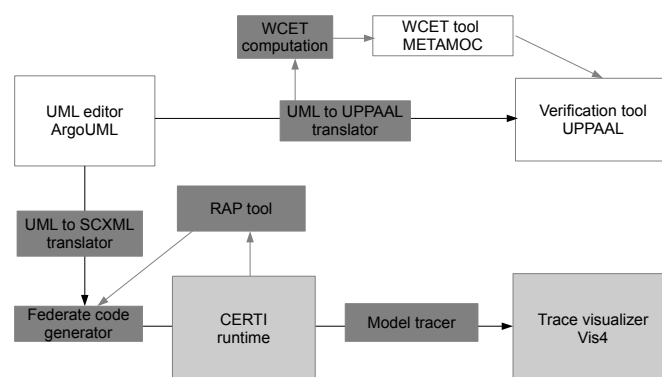 WCET
computation
WCET tool
METAMOC
UML editor
ArgoUML
UML to UPPAAL
translator
Verification tool
UPPAAL
UML to SCXML
translator
RAP tool
Federate code
generator
CERTI
runtime
Model tracer
Trace visualizer
Vis4